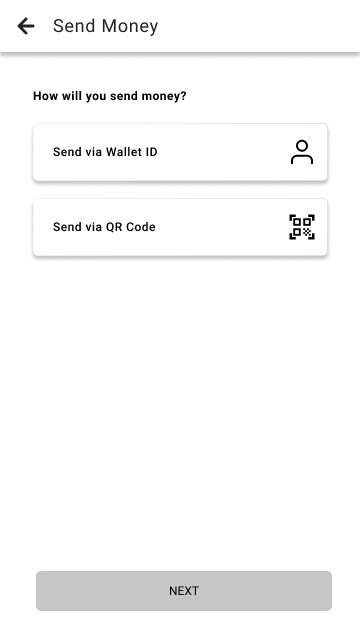 Send Money
How will you send money?
Send via Wallet ID
Send via QR Code
NEXT